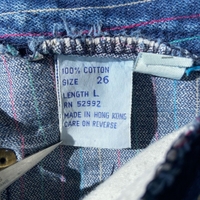 100% COTTON
SIZE 26
LENGTH L
RN 52992
MADE IN HONG KONG
CARE ON REVERSE